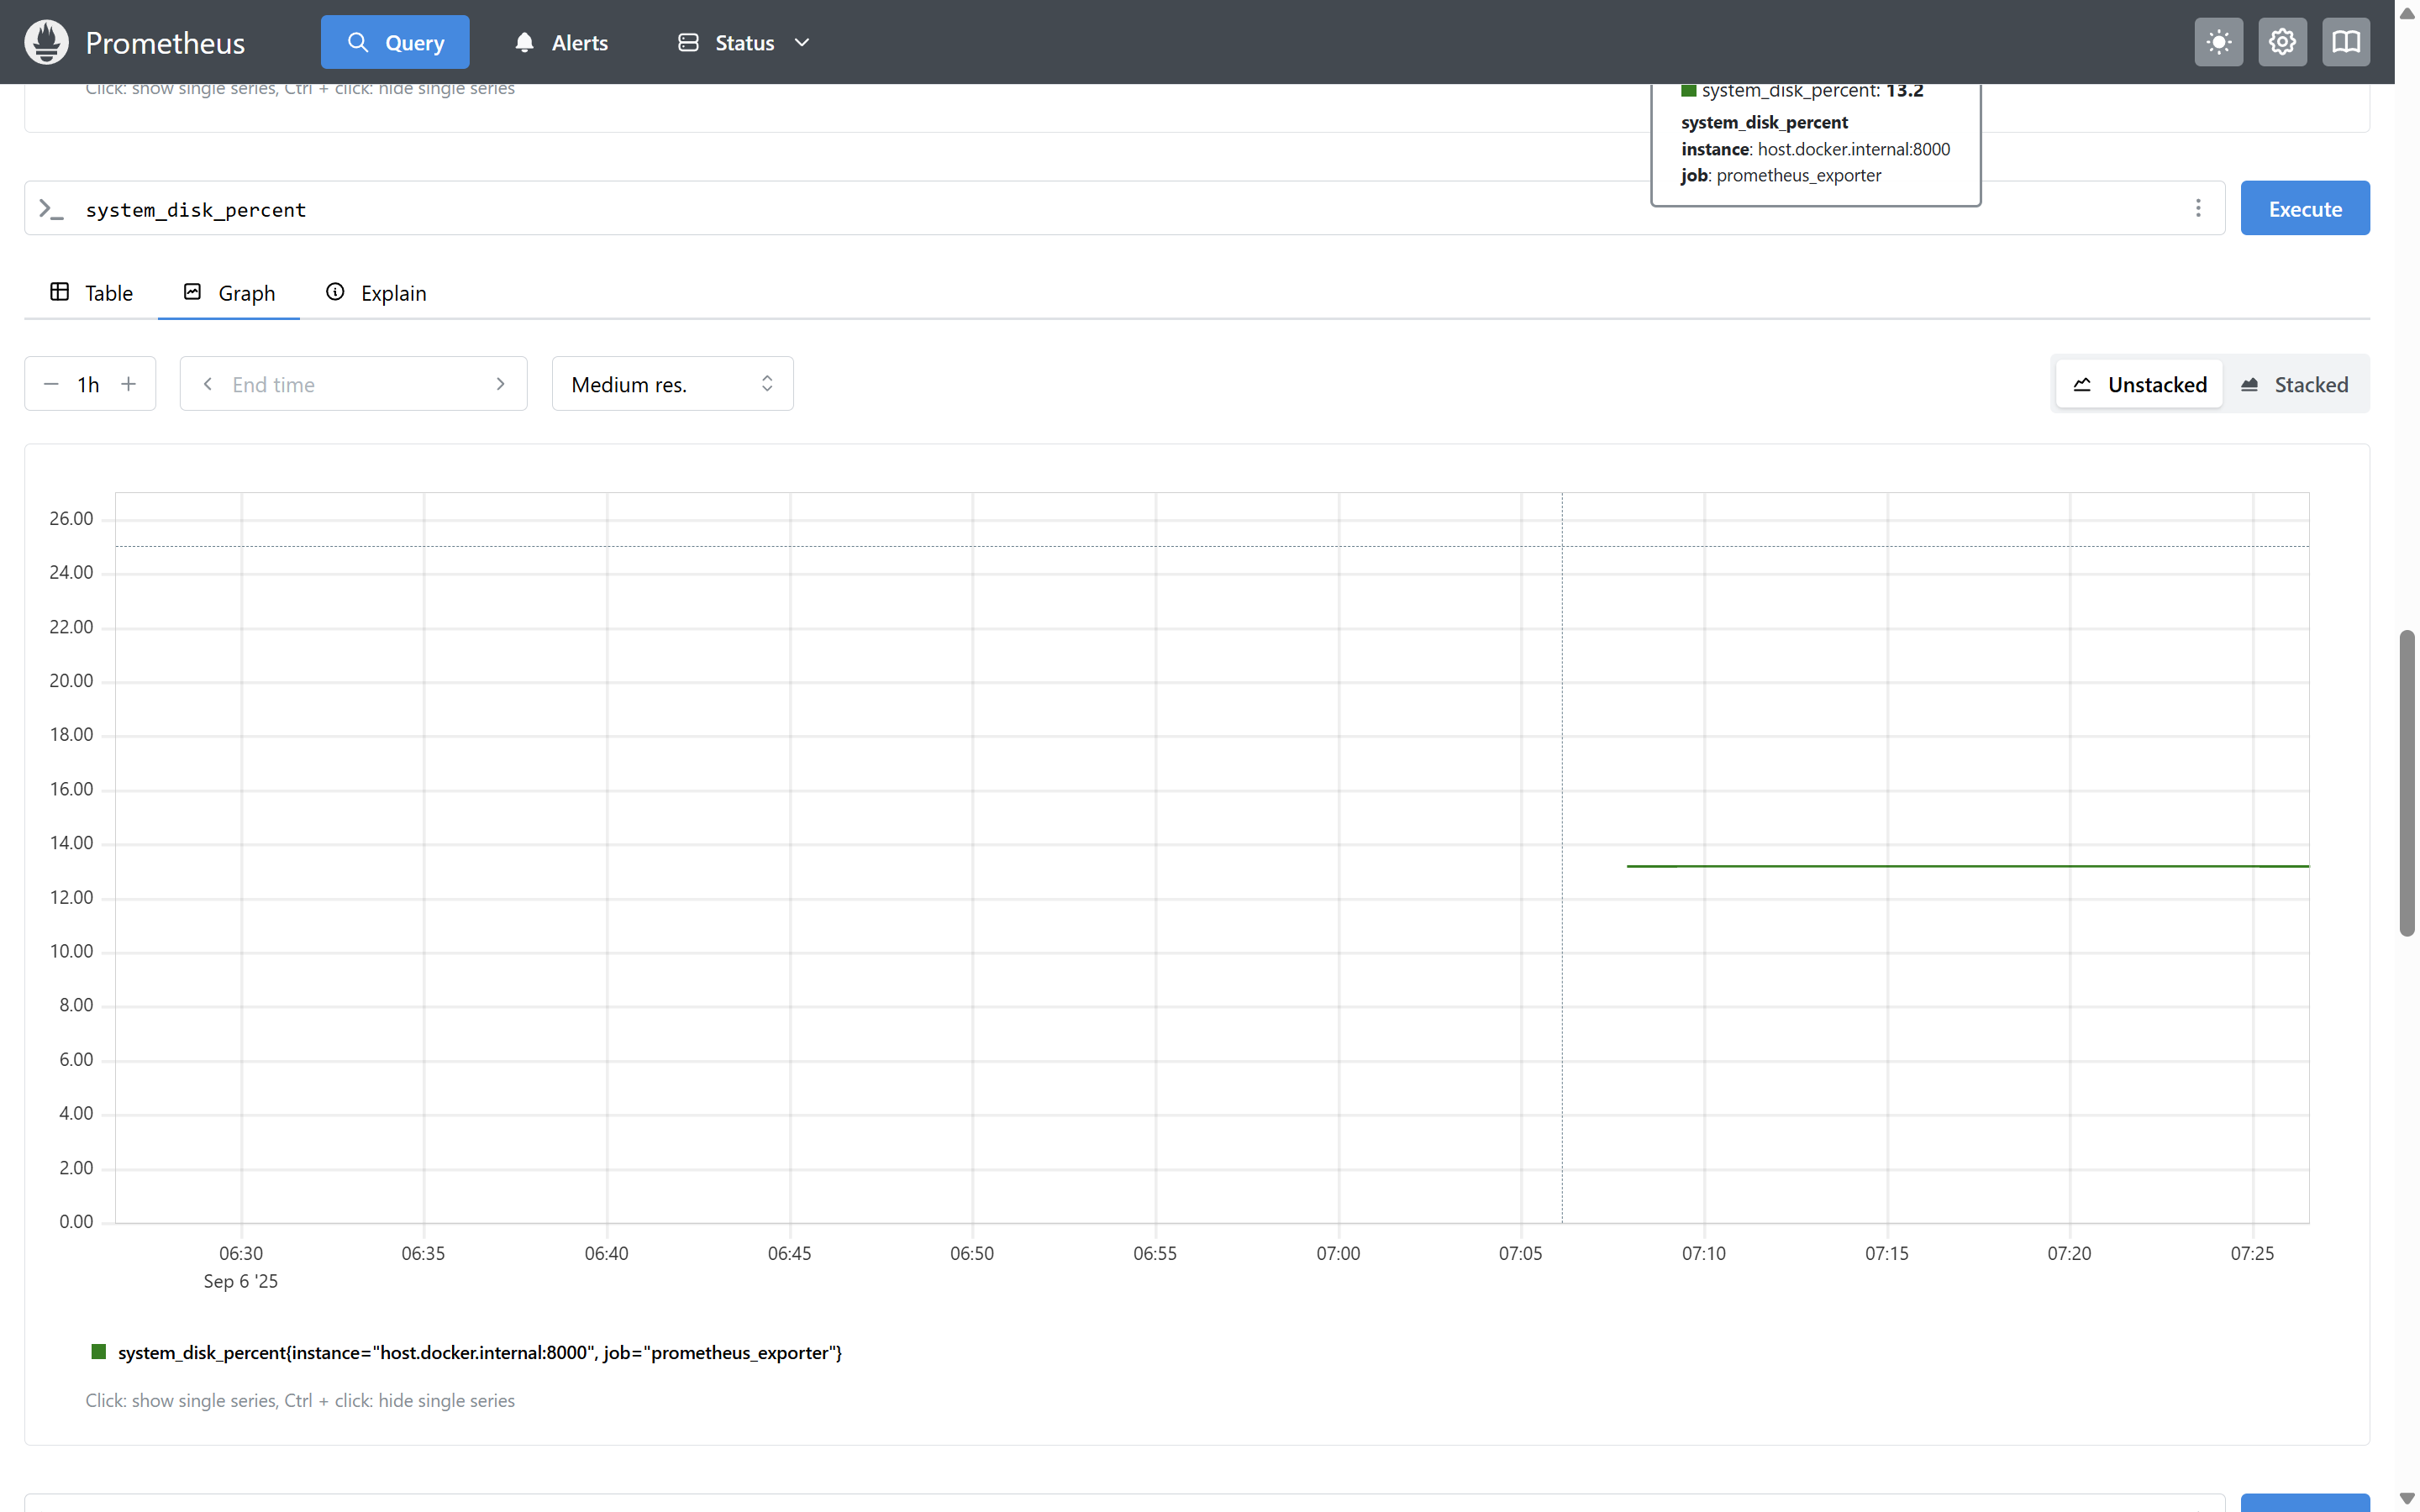 Prometheus
Query
Alerts
Status
Click: show single series, Ctrl + click: hide single series
system_disk_percent: 13.2
system_disk_percent
instance: host.docker.internal:8000
job: prometheus_exporter
system_disk_percent
Execute
Table
Graph
Explain
1h
End time
Medium res.
Unstacked
Stacked
26.00
24.00
22.00
20.00
18.00
16.00
14.00
12.00
10.00
8.00
6.00
4.00
2.00
0.00
06:30 06:35 06:40 06:45 06:50 06:55 07:00 07:05 07:10 07:15 07:20 07:25
Sep 6 '25
system_disk_percent{instance="host.docker.internal:8000", job="prometheus_exporter"}
Click: show single series, Ctrl + click: hide single series